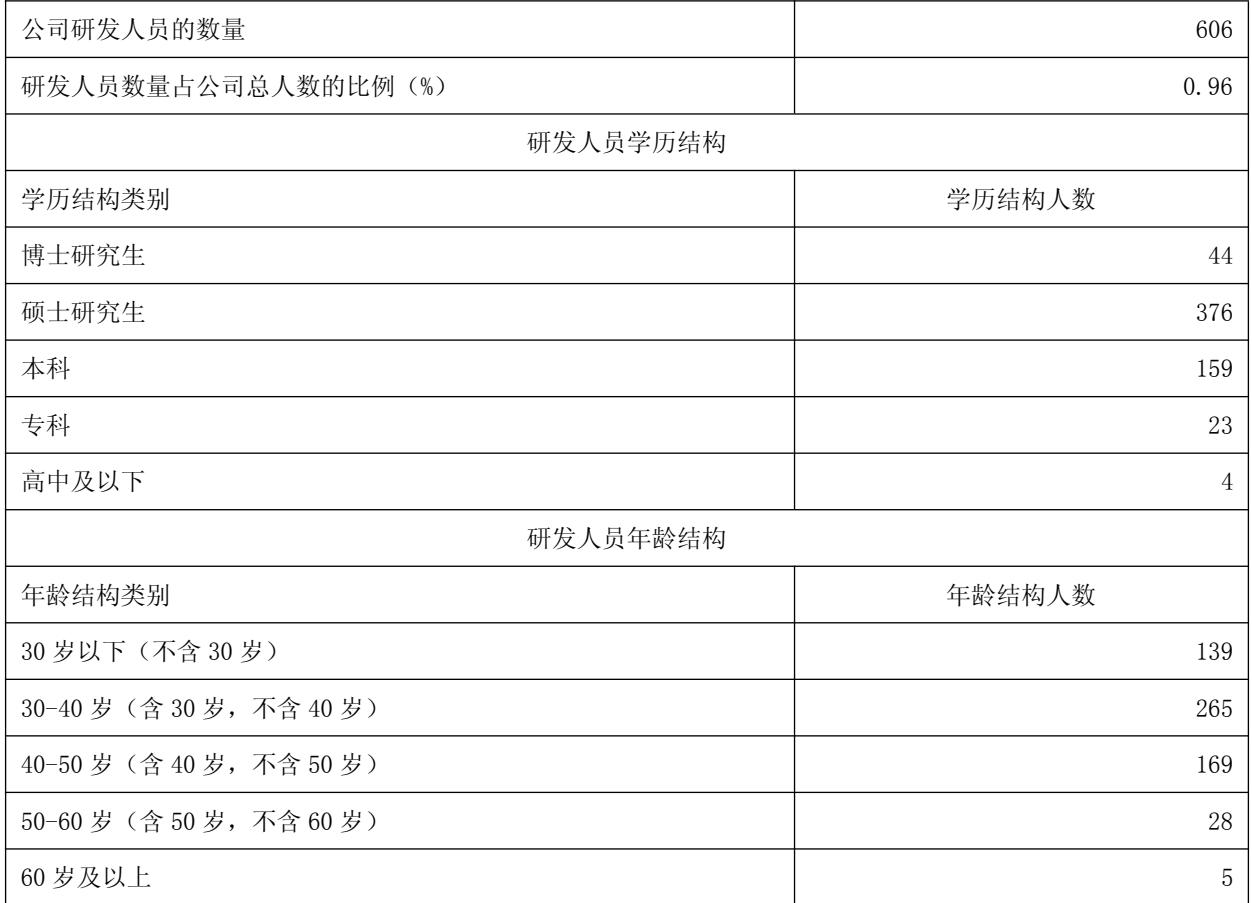 公司研发人员的数量 606
研发人员数量占公司总人数的比例（%） 0.96
研发人员学历结构
学历结构类别 学历结构人数
博士研究生 44
硕士研究生 376
本科 159
专科 23
高中及以下 4
研发人员年龄结构
年龄结构类别 年龄结构人数
30 岁以下（不含 30 岁） 139
30-40 岁（含 30 岁，不含 40 岁） 265
40-50 岁（含 40 岁，不含 50 岁） 169
50-60 岁（含 50 岁，不含 60 岁） 28
60 岁及以上 5